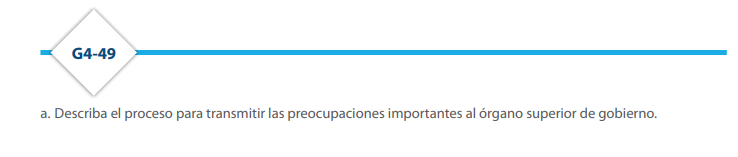 G4-49
a. Describa el proceso para transmitir las preocupaciones importantes al órgano superior de gobierno.